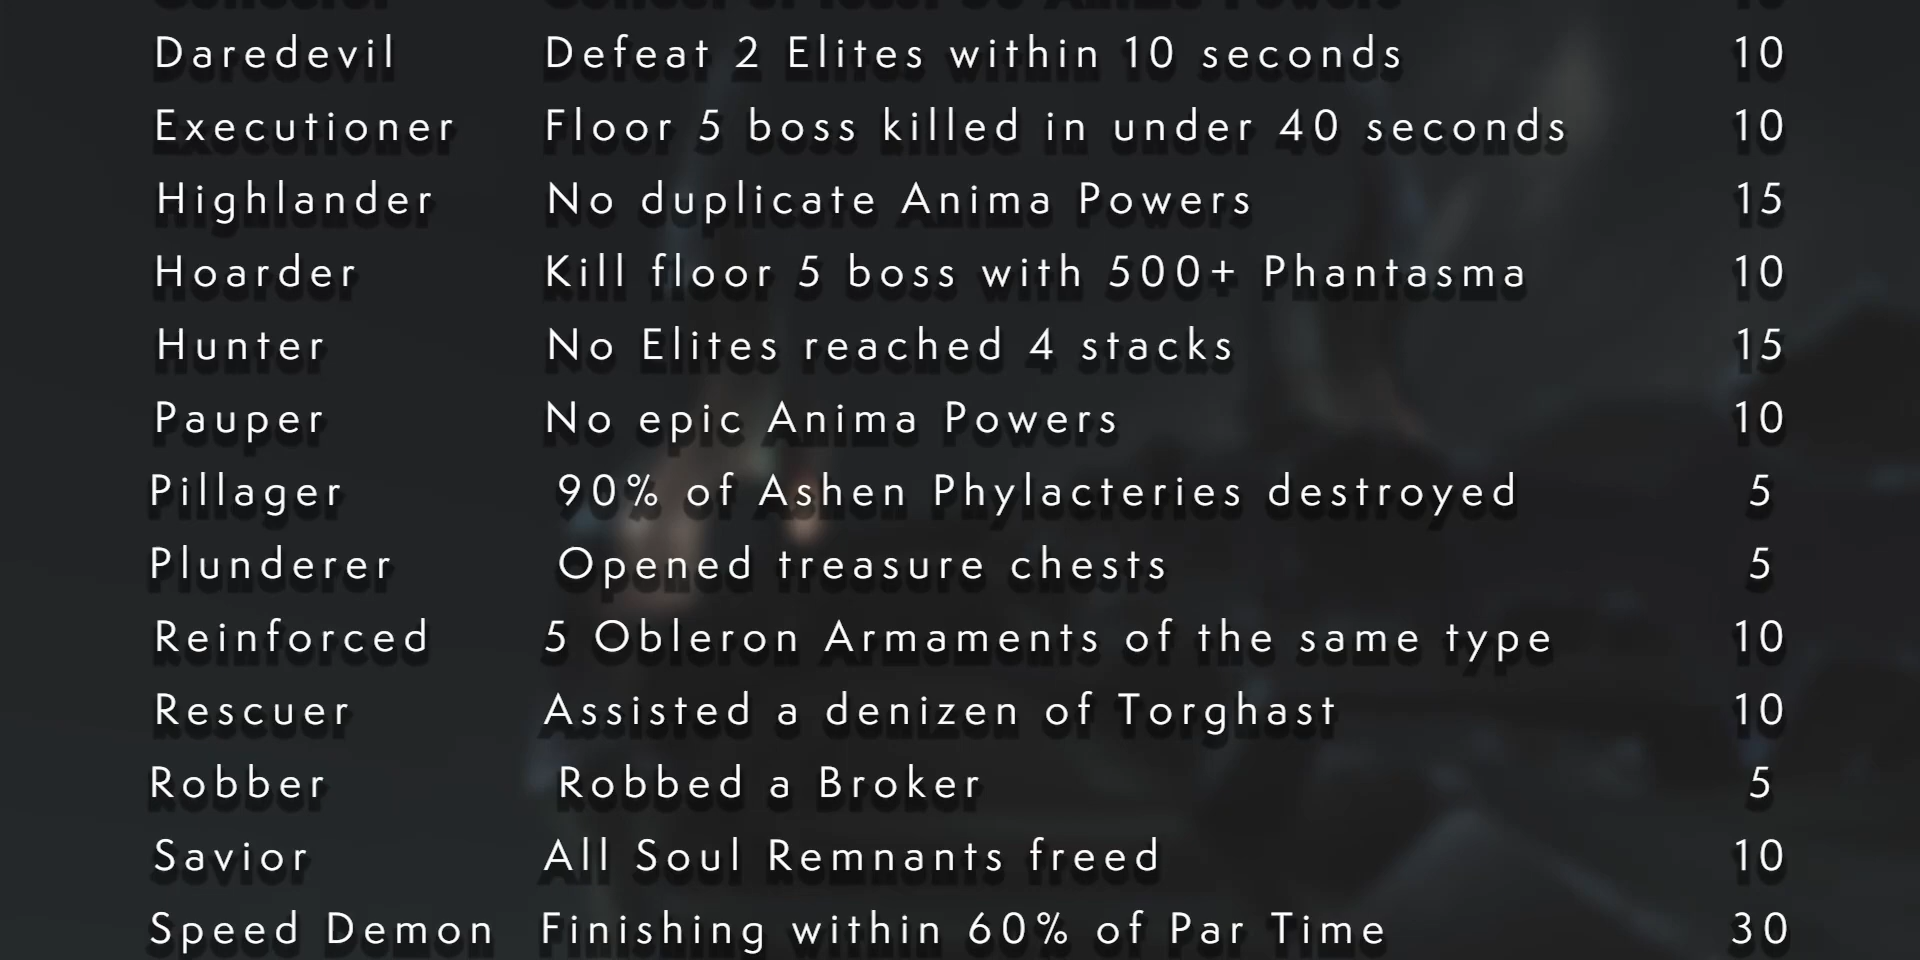 Daredevil Defeat 2 Elites within 10 seconds 10
Executioner Floor 5 boss killed in under 40 seconds 10
Highlander No duplicate Anima Powers 15
Hoarder Kill floor 5 boss with 500+ Phantasma 10
Hunter No Elites reached 4 stacks 15
Pauper No epic Anima Powers 10
Pillager 90% of Ashen Phylacteries destroyed 5
Plunderer Opened treasure chests 5
Reinforced 5 Obleron Armaments of the same type 10
Rescuer Assisted a denizen of Torghast 10
Robber Robbed a Broker 5
Savior All Soul Remnants freed 10
Speed Demon Finishing within 60% of Par Time 30